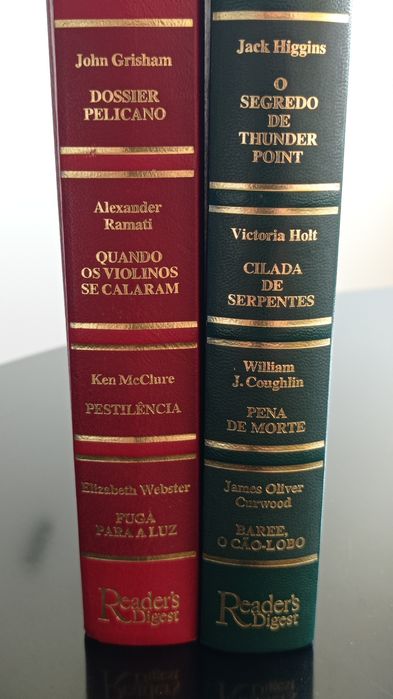 John Grisham
DOSSIER
PELICANO
Alexander
Ramati
QUANDO
OS VIOLINOS
SE CALARAM
Ken McClure
PESTILÊNCIA
Elizabeth Webster
FUGA
PARA A LUZ
Reader's
Digest
Jack Higgins
O
SEGREDO
DE
THUNDER
POINT
Victoria Holt
CILADA
DE
SERPENTES
William
J. Coughlin
PENA
DE MORTE
James Oliver
Curwood
BAREE,
O CÃO-LOBO
Reader's
Digest